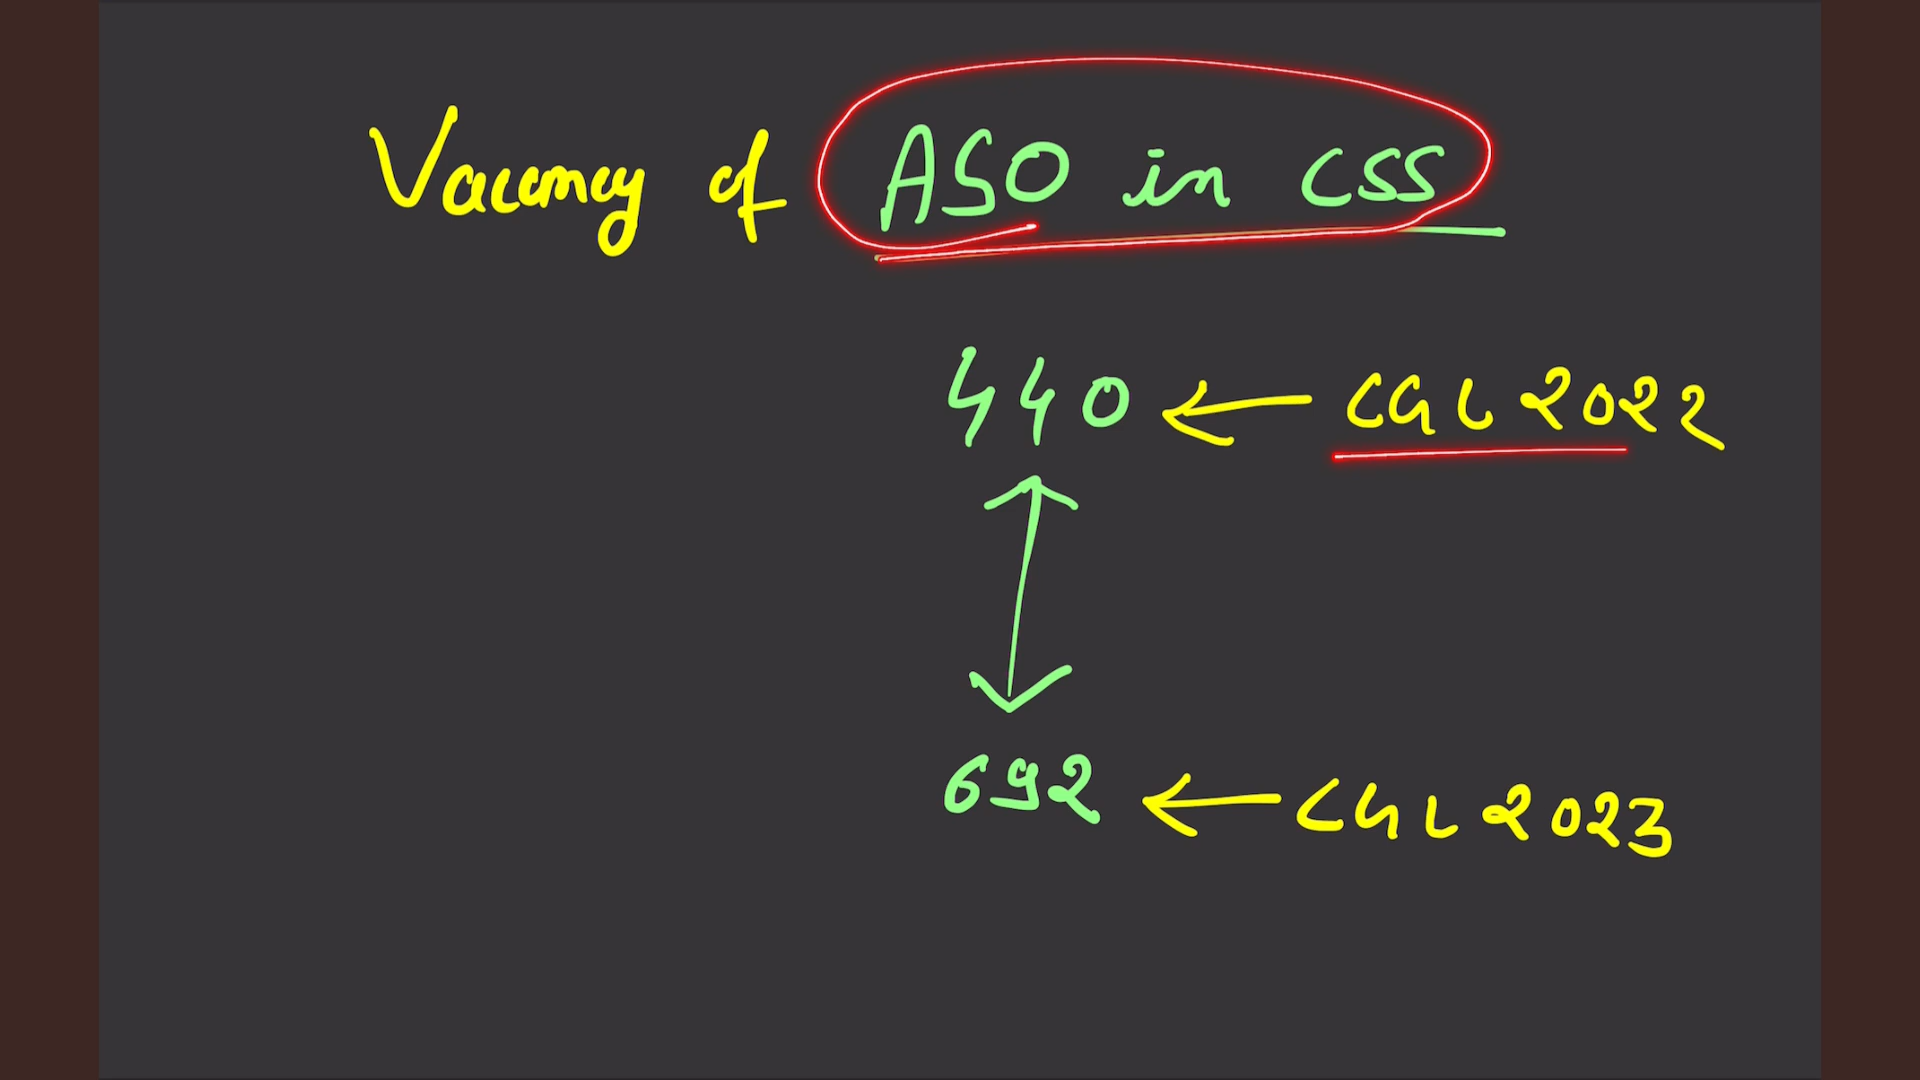 Vacancy of ASO in CSS
440 ← CGL 2022
692 ← CGL 2023